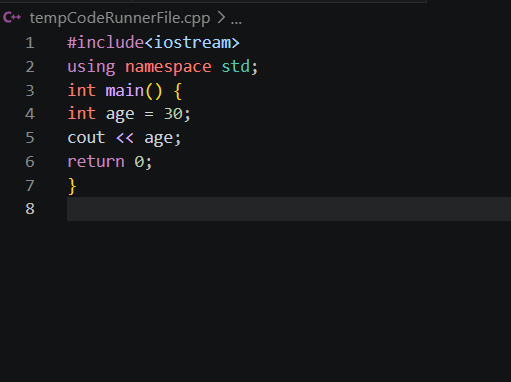 C++ tempCodeRunnerFile.cpp > ...
1 #include<iostream>
2 using namespace std;
3 int main() {
4 int age = 30;
5 cout << age;
6 return 0;
7 }
8